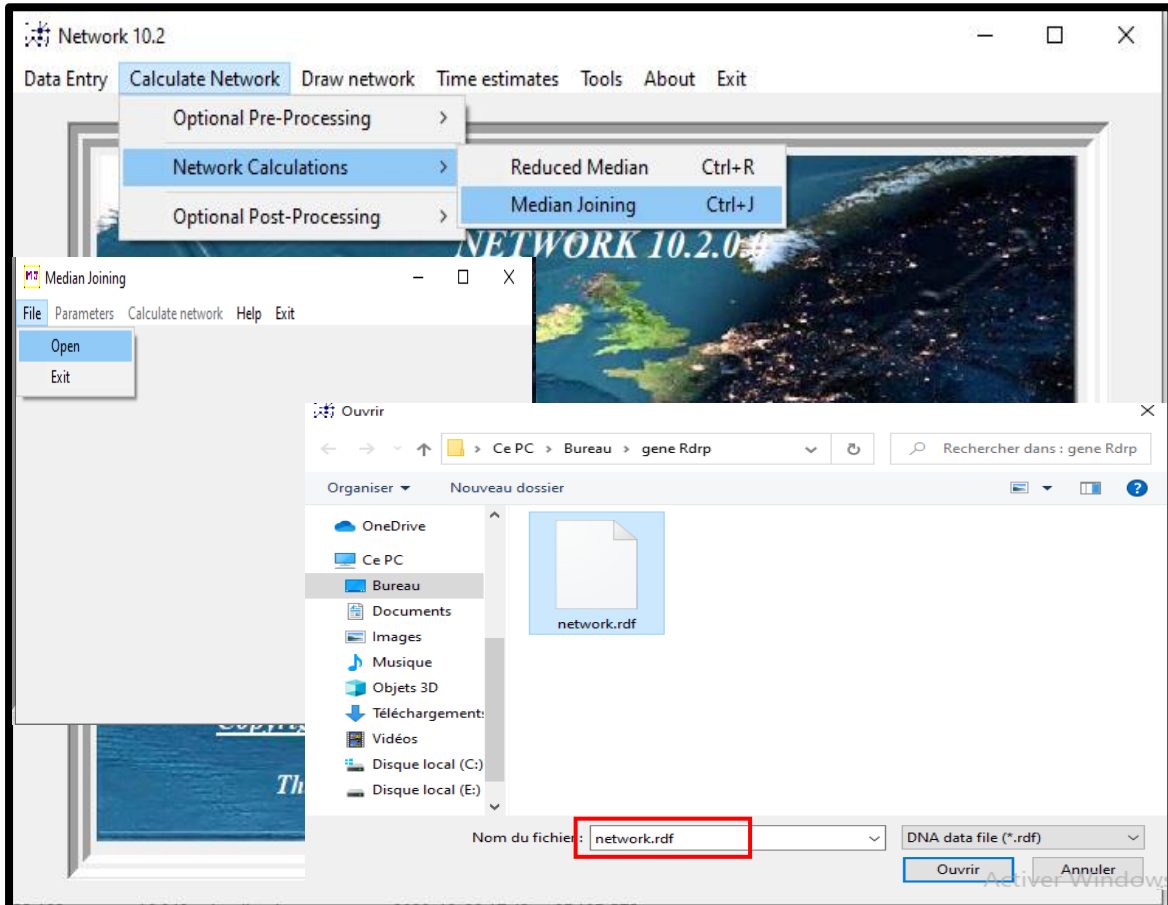 Network 10.2
Data Entry Calculate Network Draw network Time estimates Tools About Exit
Optional Pre-Processing >
Network Calculations >
Reduced Median Ctrl+R
Median Joining Ctrl+J
Optional Post-Processing >
NETWORK 10.2.0.0
MJ Median Joining
File Parameters Calculate network Help Exit
Open
Exit
Ouvrir
> Ce PC > Bureau > gene Rdrp
Rechercher dans : gene Rdrp
Organiser Nouveau dossier
OneDrive
Ce PC
Bureau
Documents
Images
Musique
Objets 3D
Téléchargements
Vidéos
Disque local (C:)
Disque local (E:)
network.rdf
Th
Nom du fichier : network.rdf
DNA data file (*.rdf)
Ouvrir Annuler
Activer Windows